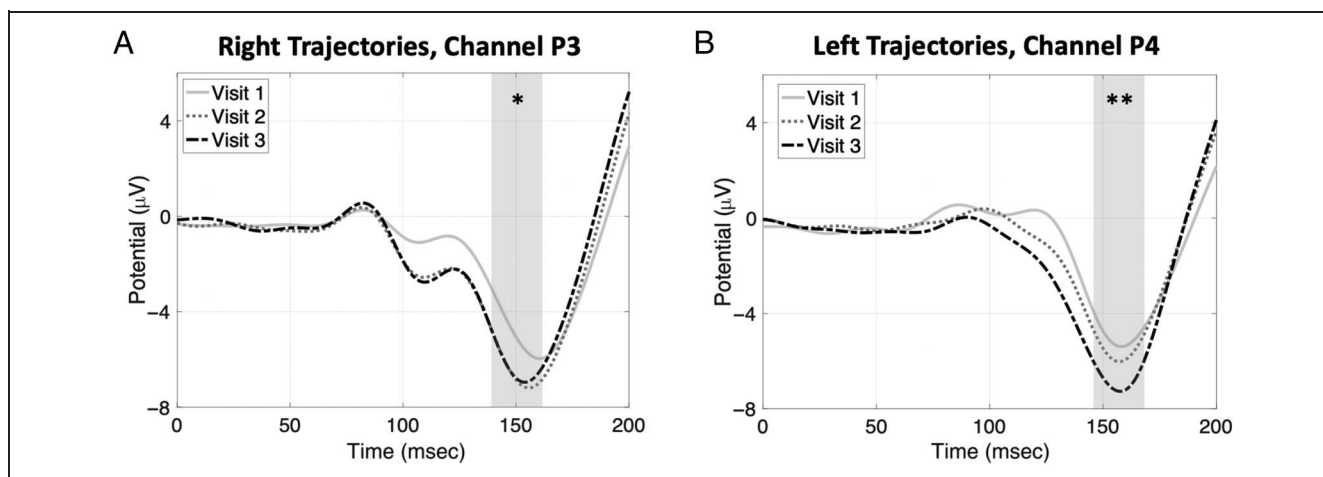 A
Right Trajectories, Channel P3
Visit 1
Visit 2
Visit 3
*
4
0
−4
−8
Potential (μV)
0
50
100
150
200
Time (msec)
B
Left Trajectories, Channel P4
Visit 1
Visit 2
Visit 3
**
4
0
−4
−8
Potential (μV)
0
50
100
150
200
Time (msec)